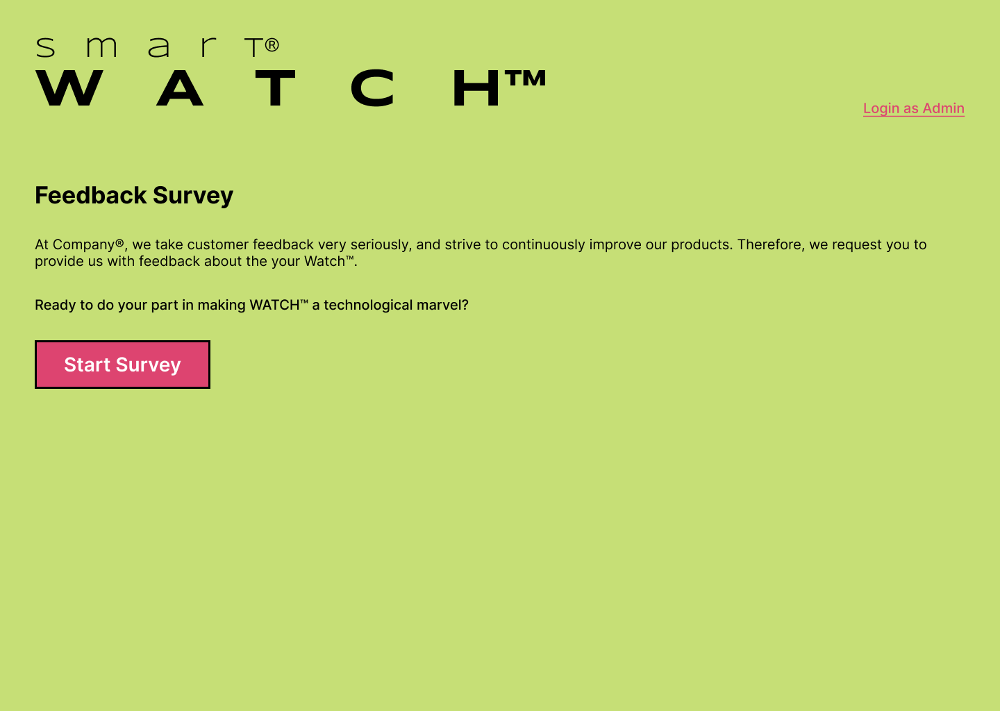 smarT®
WATCH™
Login as Admin
Feedback Survey
At Company®, we take customer feedback very seriously, and strive to continuously improve our products. Therefore, we request you to
provide us with feedback about the your Watch™.
Ready to do your part in making WATCH™ a technological marvel?
Start Survey